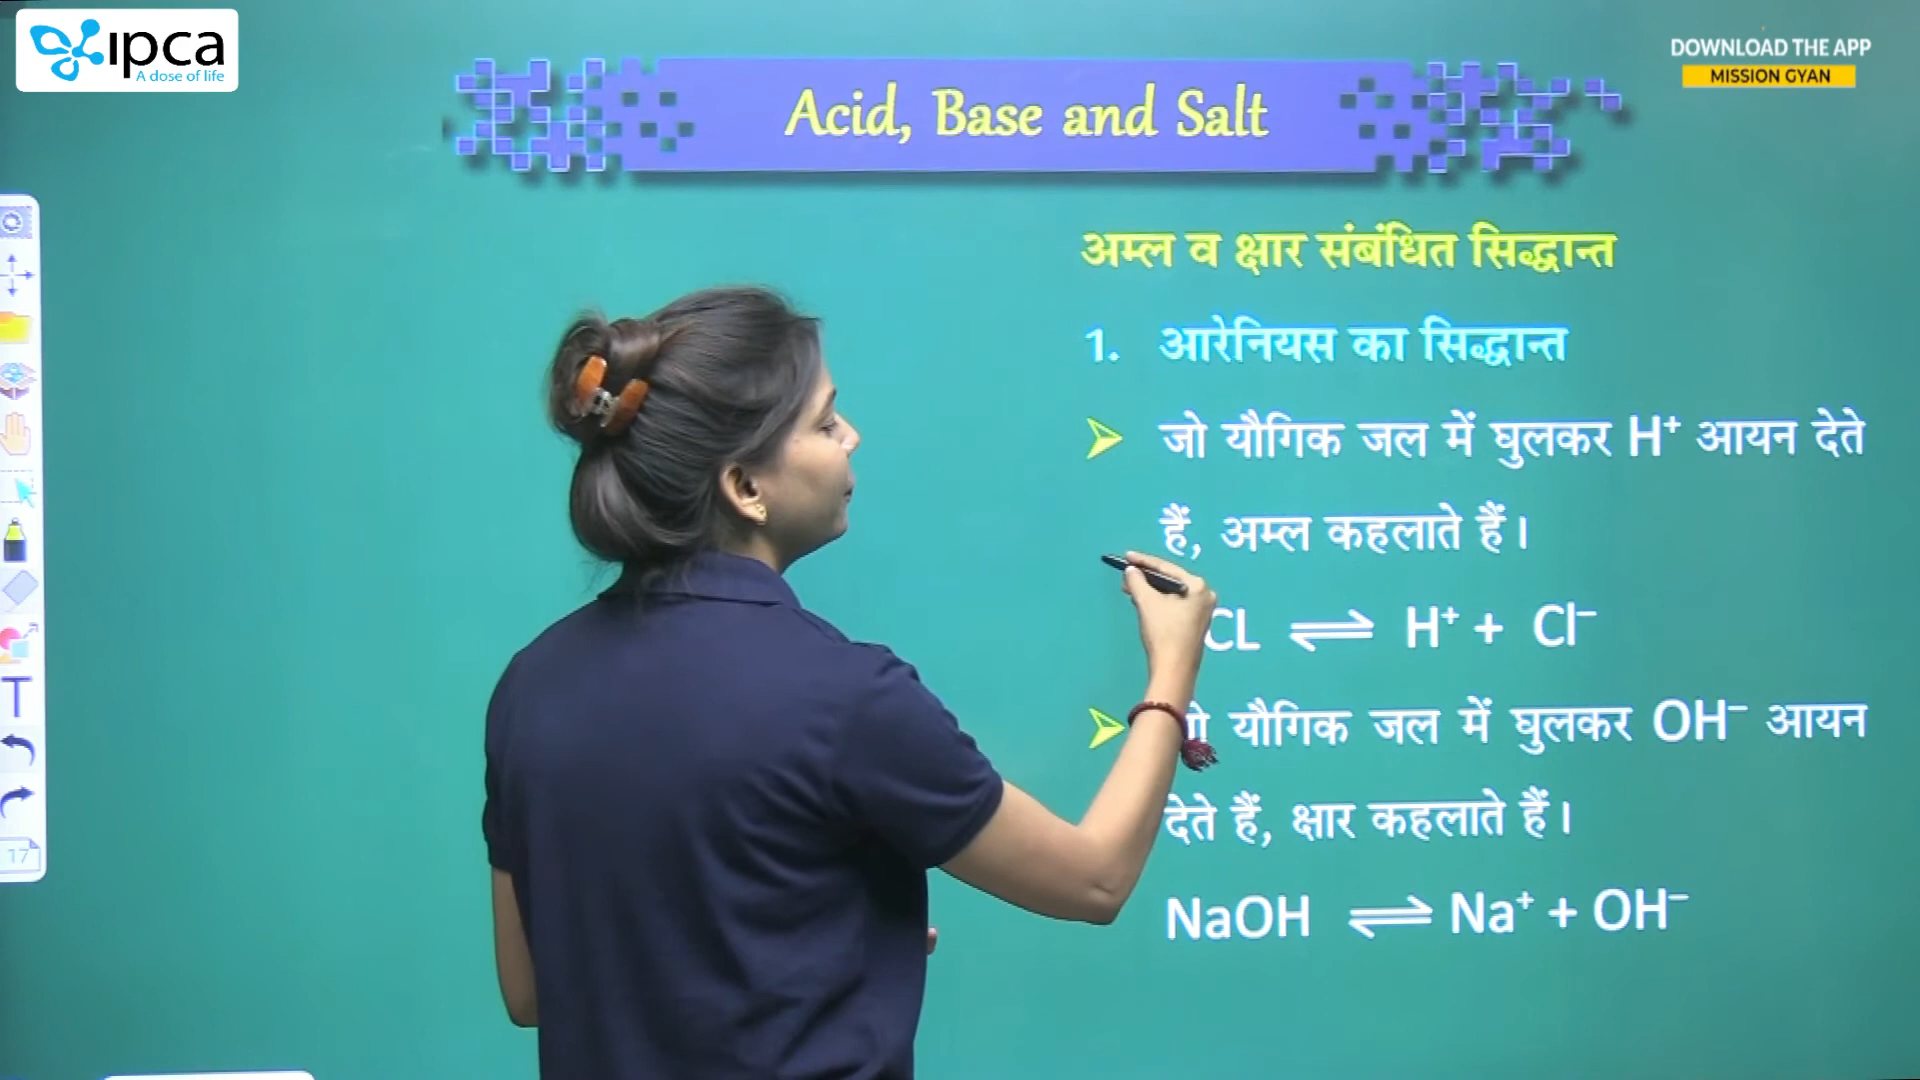 ipca
A dose of life
DOWNLOAD THE APP
MISSION GYAN
Acid, Base and Salt
अम्ल व क्षार संबंधित सिद्धान्त
1. आरेनियस का सिद्धान्त
जो यौगिक जल में घुलकर H⁺ आयन देते
हैं, अम्ल कहलाते हैं।
CL ⇌ H⁺ + Cl⁻
यौगिक जल में घुलकर OH⁻ आयन
देते हैं, क्षार कहलाते हैं।
NaOH ⇌ Na⁺ + OH⁻
T
17